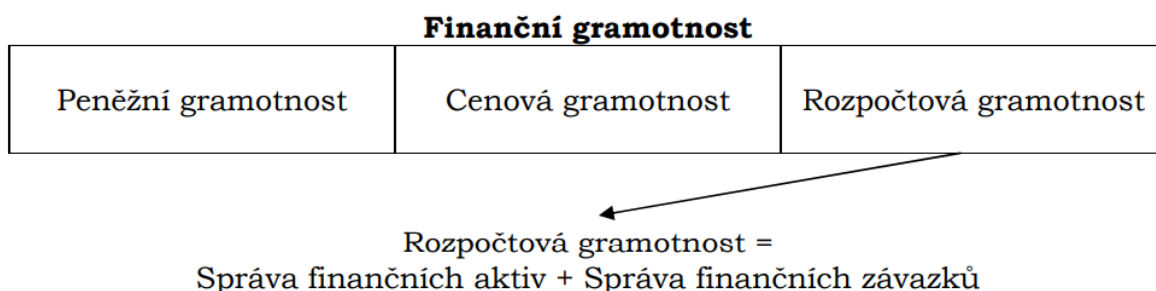 Finanční gramotnost
Peněžní gramotnost Cenová gramotnost Rozpočtová gramotnost
Rozpočtová gramotnost =
Správa finančních aktiv + Správa finančních závazků